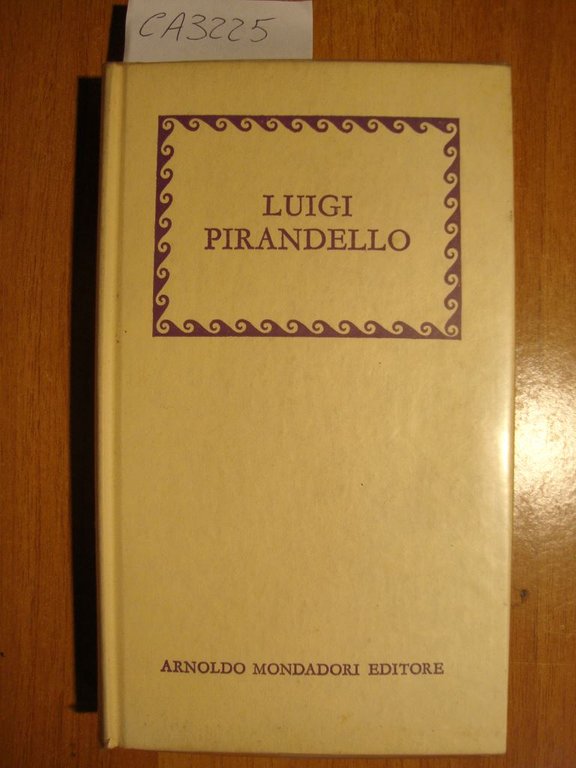 CA3225
LUIGI
PIRANDELLO
ARNOLDO MONDADORI EDITORE